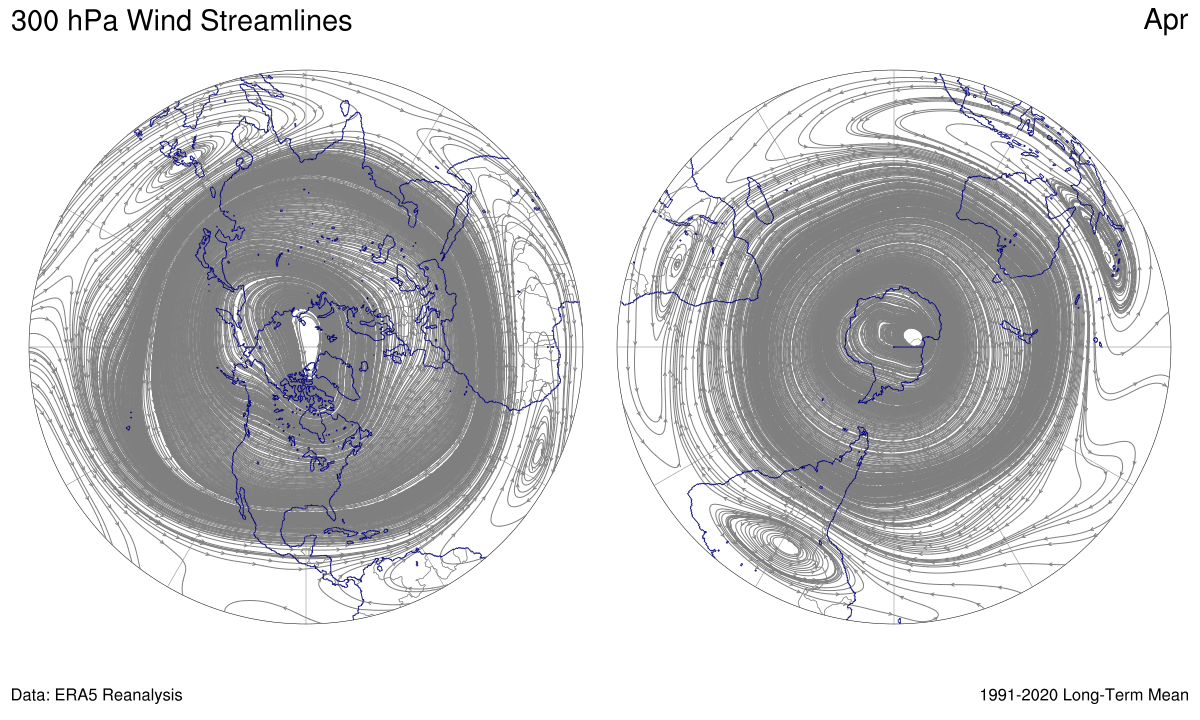 300 hPa Wind Streamlines
Apr
Data: ERA5 Reanalysis
1991-2020 Long-Term Mean